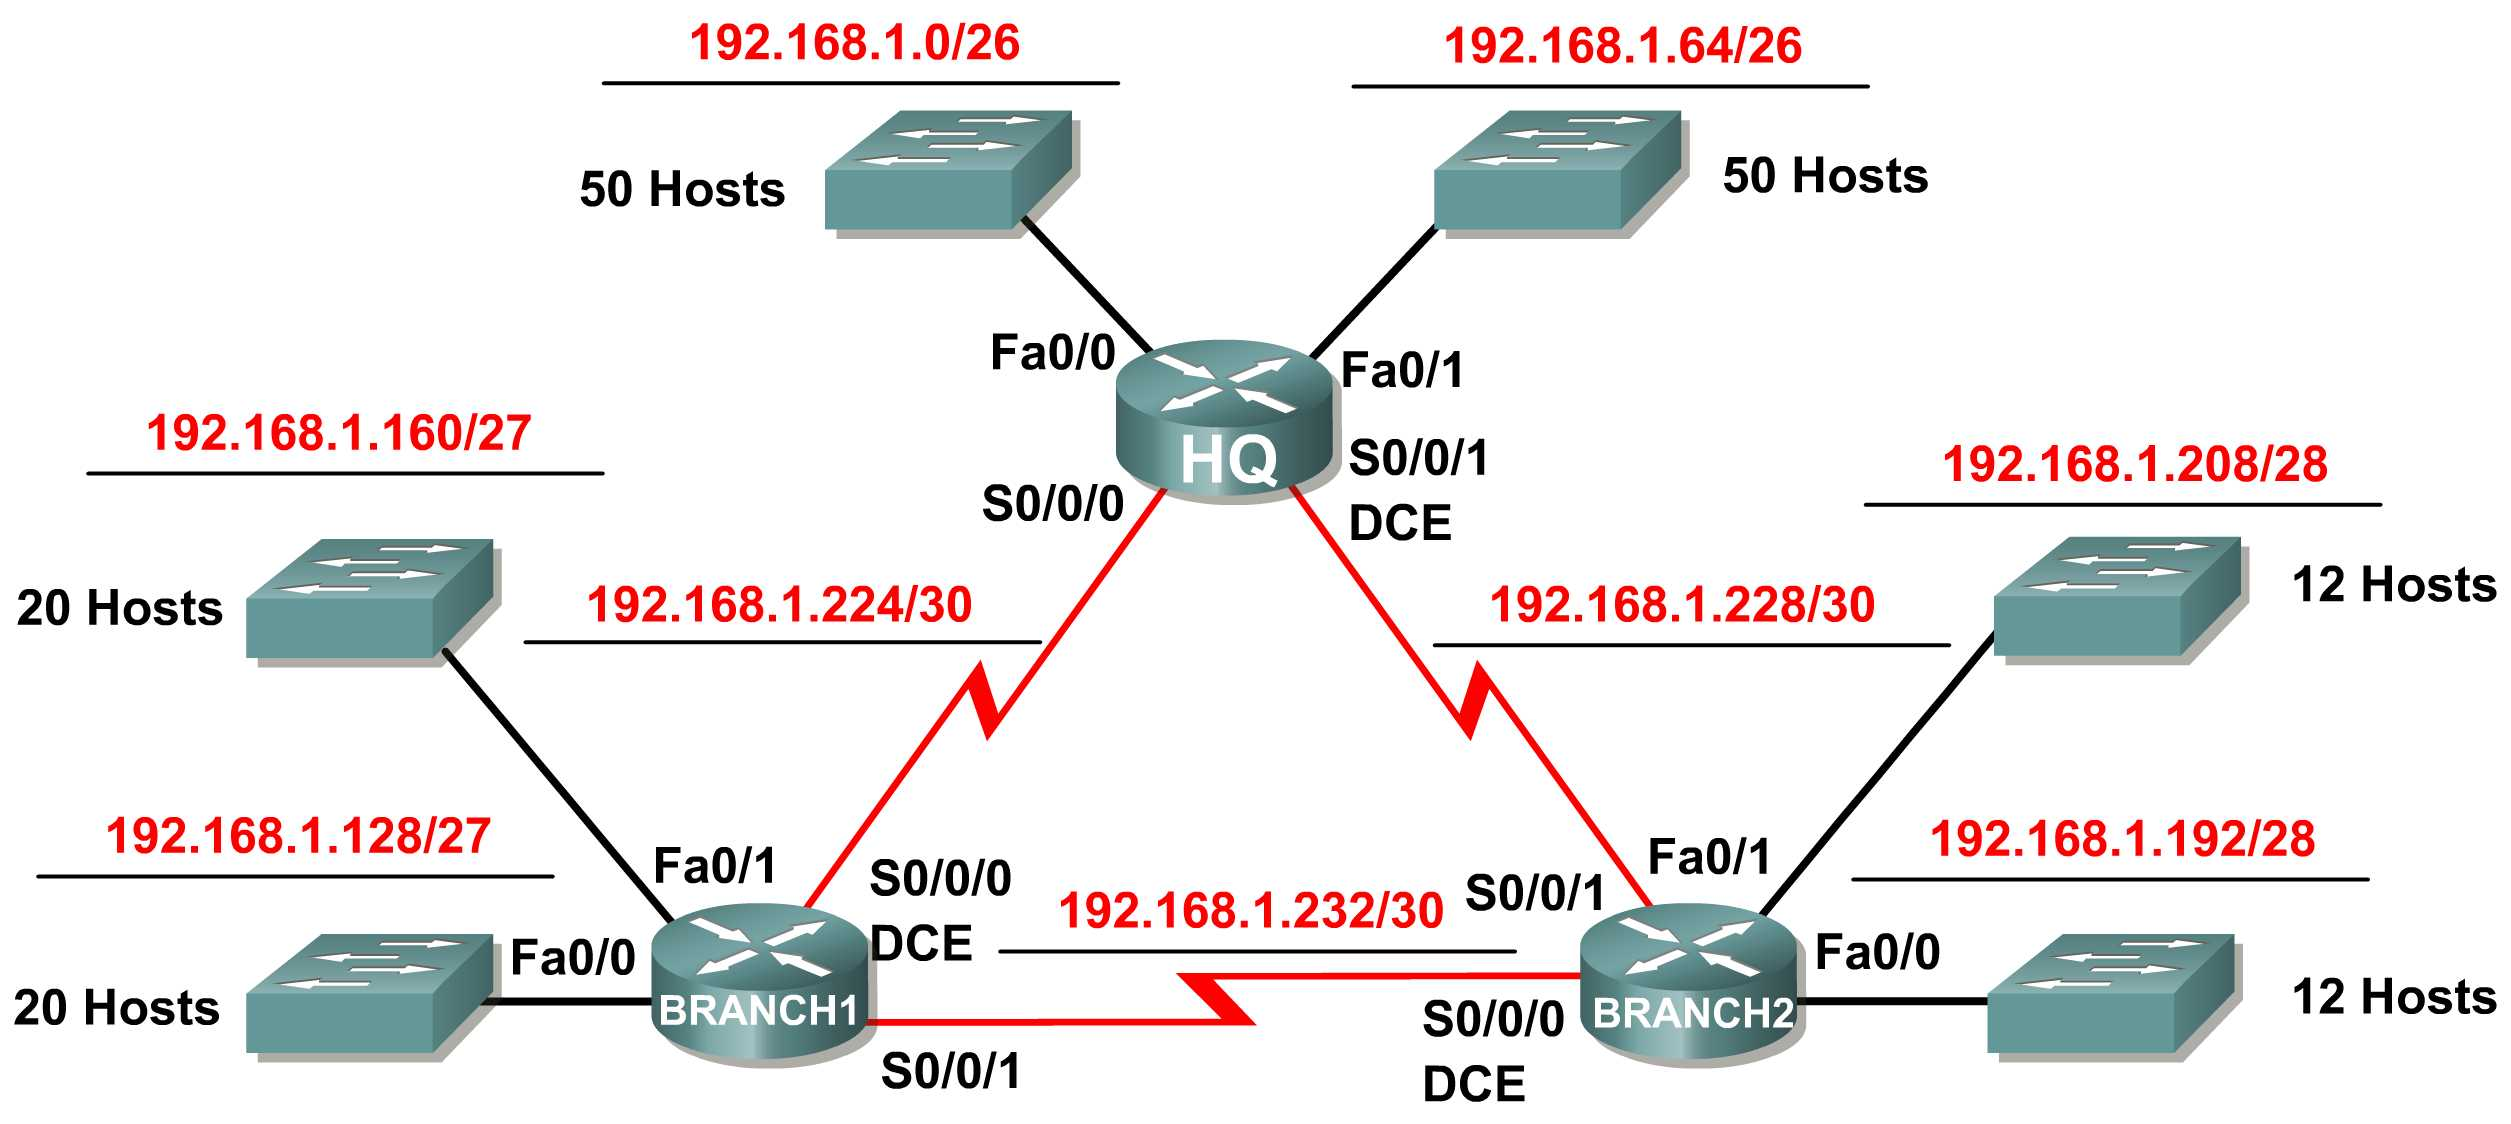 192.168.1.0/26
192.168.1.64/26
50 Hosts
50 Hosts
Fa0/0
Fa0/1
HQ
S0/0/1
DCE
S0/0/0
192.168.1.160/27
192.168.1.208/28
20 Hosts
192.168.1.224/30
192.168.1.228/30
12 Hosts
192.168.1.128/27
Fa0/1
S0/0/0
DCE
192.168.1.232/30
S0/0/1
Fa0/1
192.168.1.192/28
Fa0/0
Fa0/0
20 Hosts
BRANCH1
BRANCH2
12 Hosts
S0/0/1
S0/0/0
DCE